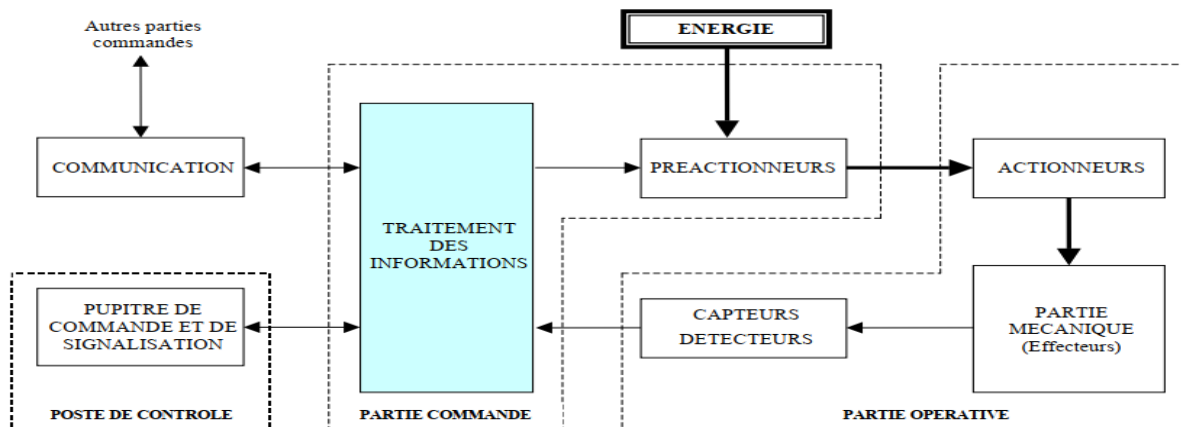 Autres parties
commandes
ENERGIE
COMMUNICATION
PREACTIONNEURS
ACTIONNEURS
TRAITEMENT
DES
INFORMATIONS
PUPITRE DE
COMMANDE ET DE
SIGNALISATION
CAPTEURS
DETECTEURS
PARTIE
MECANIQUE
(Effecteurs)
POSTE DE CONTROLE
PARTIE COMMANDE
PARTIE OPERATIVE